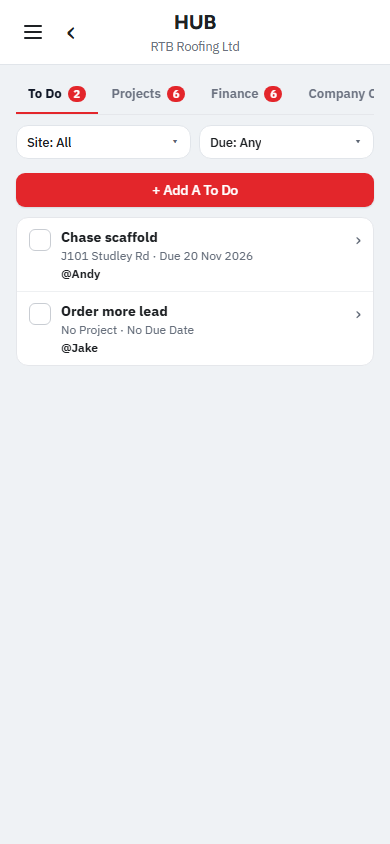 HUB
RTB Roofing Ltd
To Do 2 Projects 6 Finance 6 Company C
Site: All Due: Any
+ Add A To Do
Chase scaffold
J101 Studley Rd · Due 20 Nov 2026
@Andy
Order more lead
No Project · No Due Date
@Jake